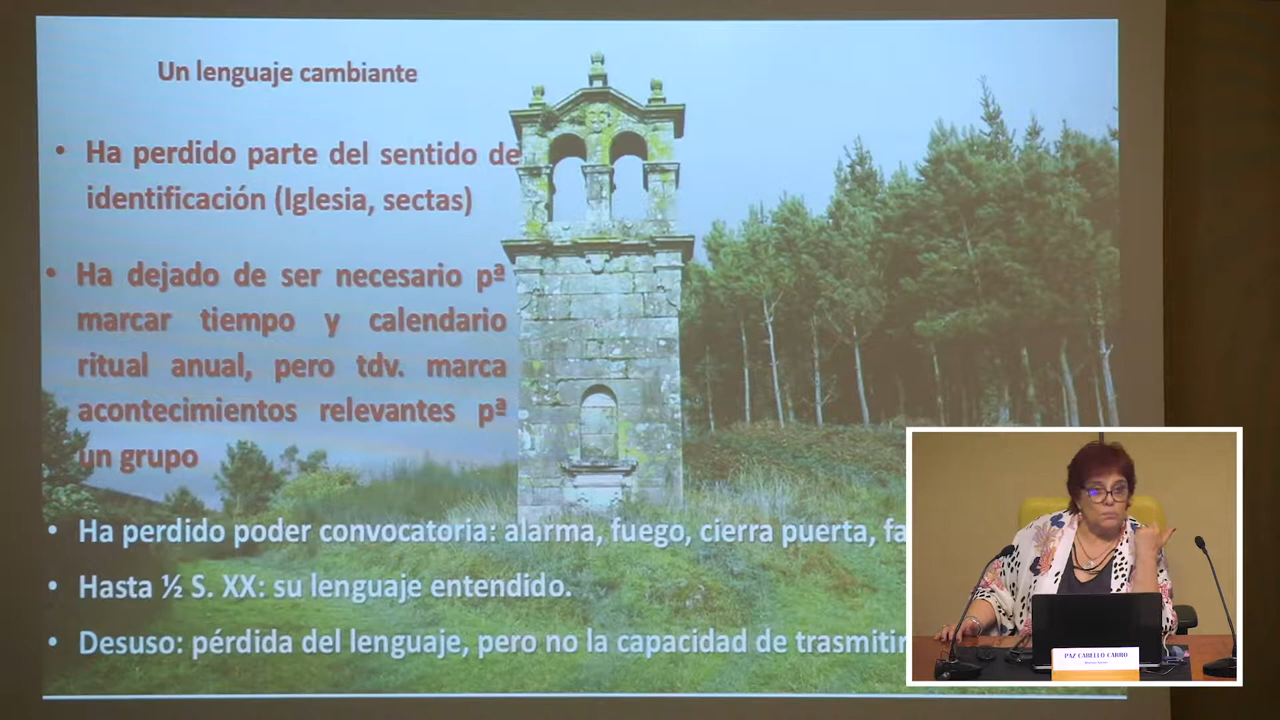 Un lenguaje cambiante
• Ha perdido parte del sentido de
identificación (Iglesia, sectas)
• Ha dejado de ser necesario pª
marcar tiempo y calendario
ritual anual, pero tdv. marca
acontecimientos relevantes pª
un grupo
• Ha perdido poder convocatoria: alarma, fuego, cierra puerta, fa
• Hasta ½ S. XX: su lenguaje entendido.
• Desuso: pérdida del lenguaje, pero no la capacidad de trasmitir
PAZ CABELLO CARRO